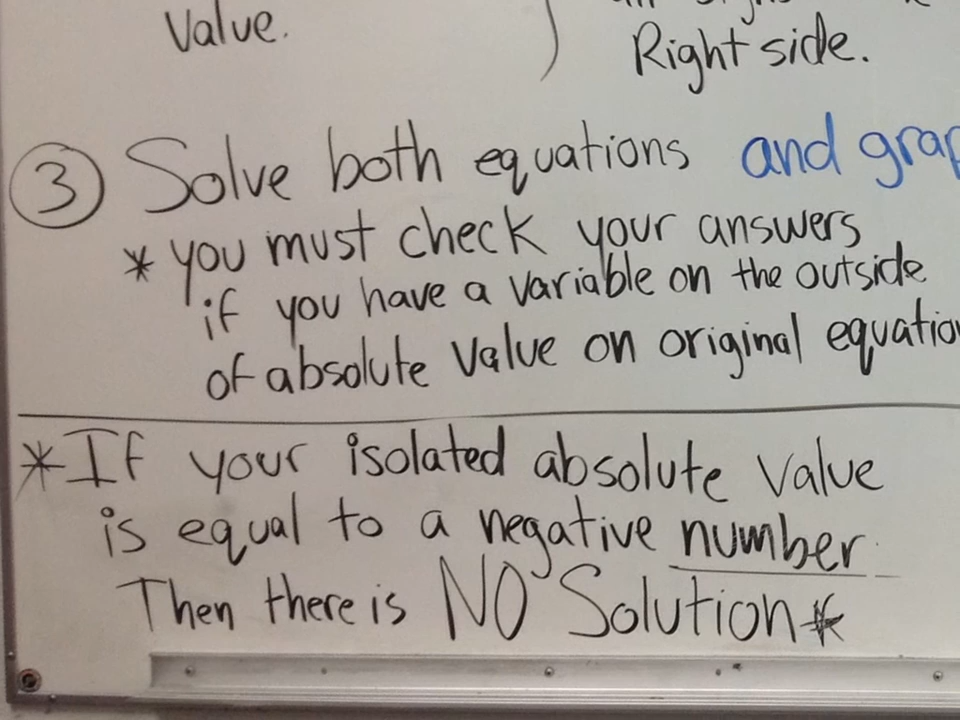 Value.
Right side.
③ Solve both equations and grap
* you must check your answers
if you have a variable on the outside
of absolute value on original equation
*If your isolated absolute value
is equal to a negative number
Then there is NO Solution*